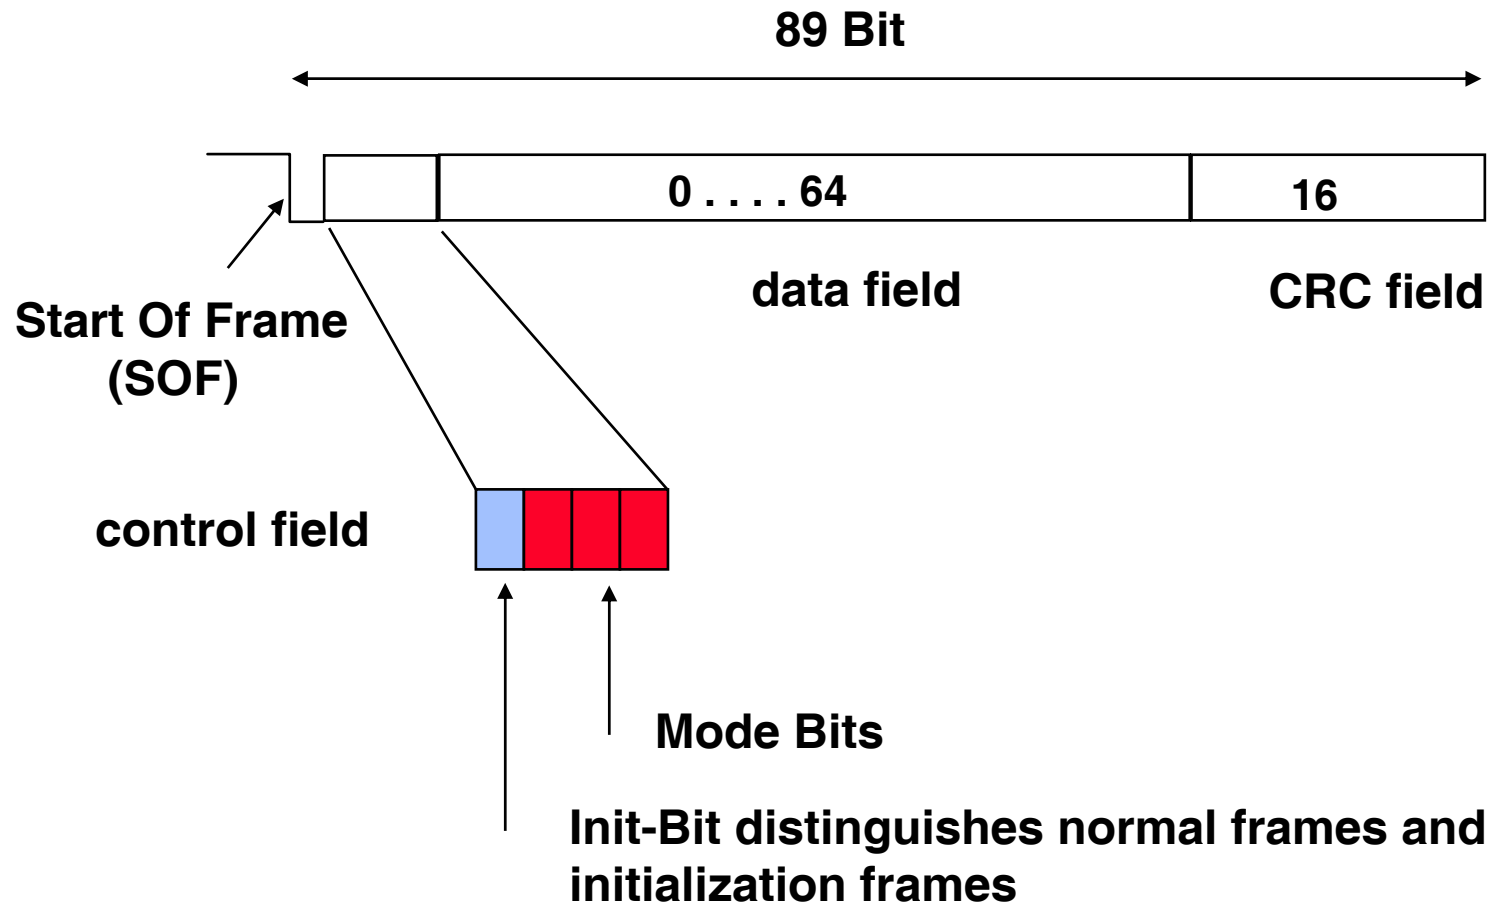 89 Bit
0 . . . . 64
16
data field
CRC field
Start Of Frame
(SOF)
control field
Mode Bits
Init-Bit distinguishes normal frames and
initialization frames